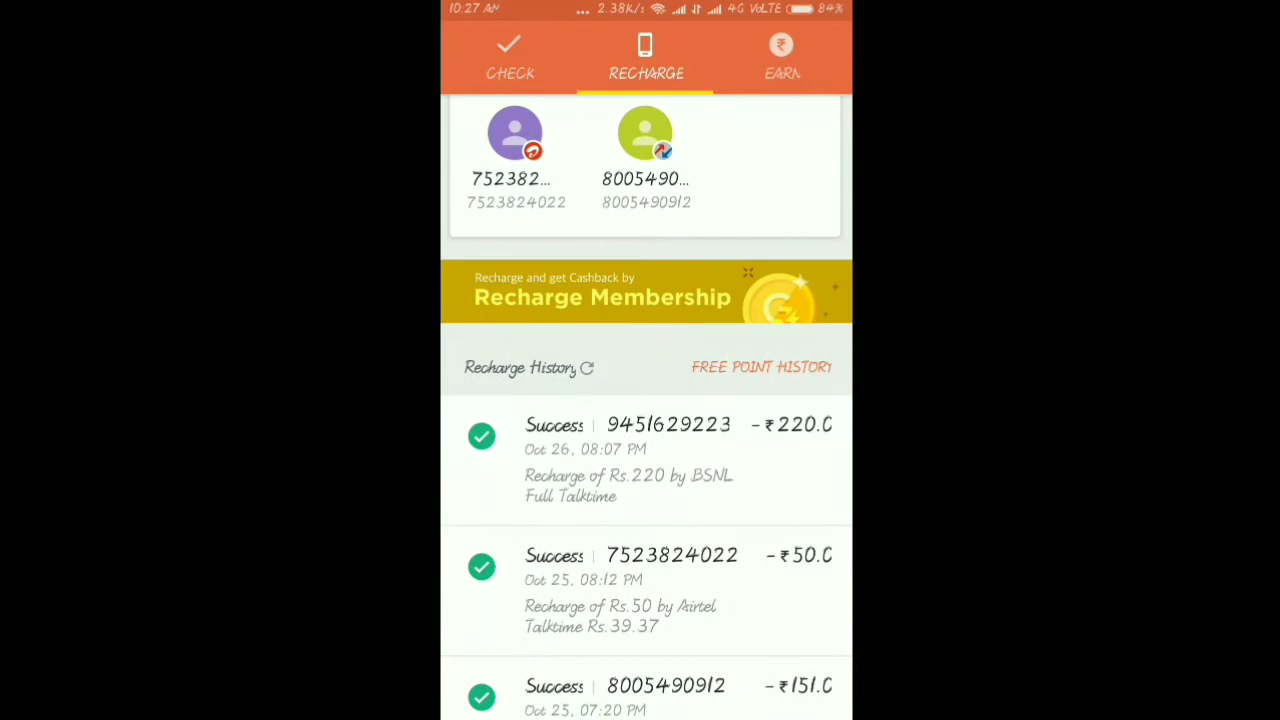 10:27 AM ... 2.38K/s 4G VoLTE 84%
CHECK RECHARGE EARN
752382... 8005490...
7523824022 8005490912
Recharge and get Cashback by
Recharge Membership
Recharge History FREE POINT HISTORY
Success | 9451629223 -₹220.0
Oct 26, 08:07 PM
Recharge of Rs.220 by BSNL
Full Talktime
Success | 7523824022 -₹50.0
Oct 25, 08:12 PM
Recharge of Rs.50 by Airtel
Talktime Rs.39.37
Success | 8005490912 -₹151.0
Oct 25, 07:20 PM